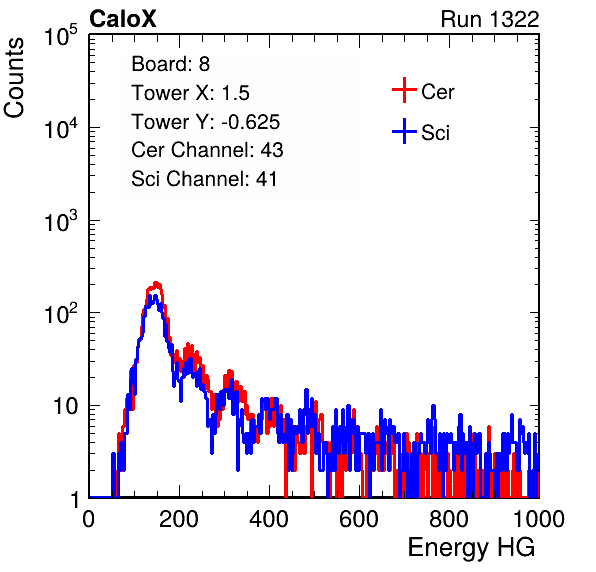 CaloX Run 1322
Counts
10^5
10^4
10^3
10^2
10
1
Board: 8
Tower X: 1.5
Tower Y: -0.625
Cer Channel: 43
Sci Channel: 41
Cer
Sci
0 200 400 600 800 1000
Energy HG